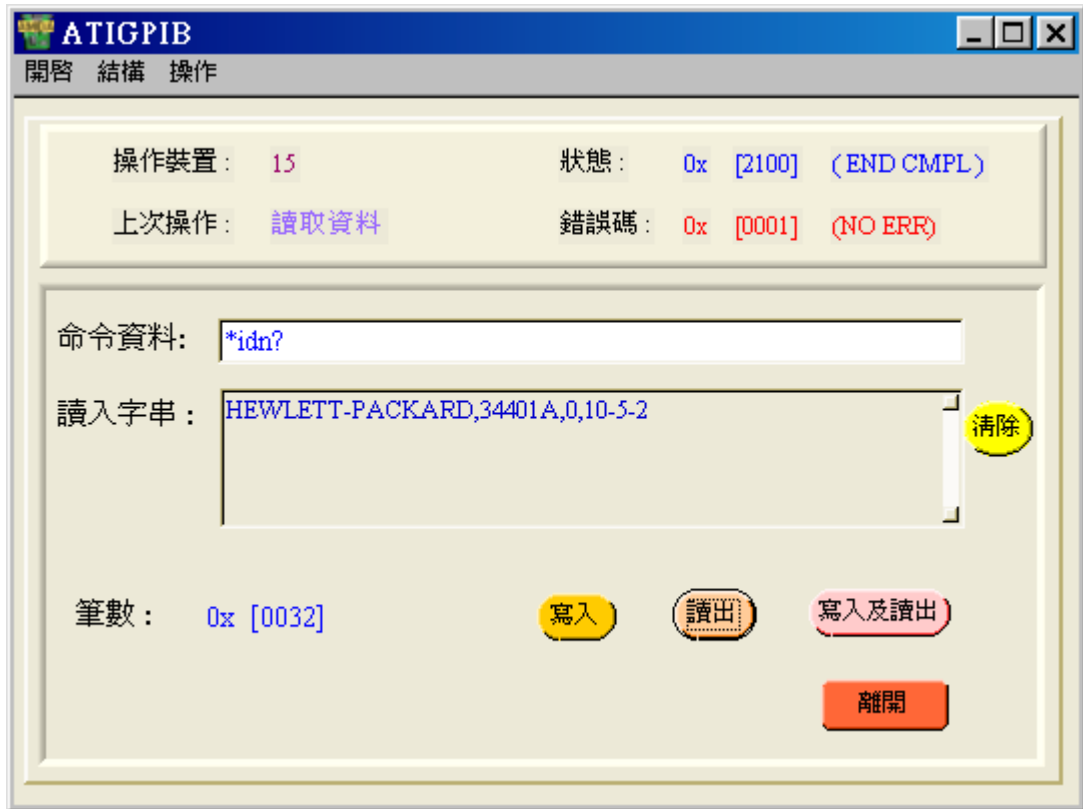 ATIGPIB
開啓 結構 操作
操作裝置： 15 狀態： 0x [2100] ( END CMPL )
上次操作： 讀取資料 錯誤碼： 0x [0001] (NO ERR)
命令資料: *idn?
讀入字串： HEWLETT-PACKARD,34401A,0,10-5-2
清除
筆數： 0x [0032] 寫入 讀出 寫入及讀出
離開